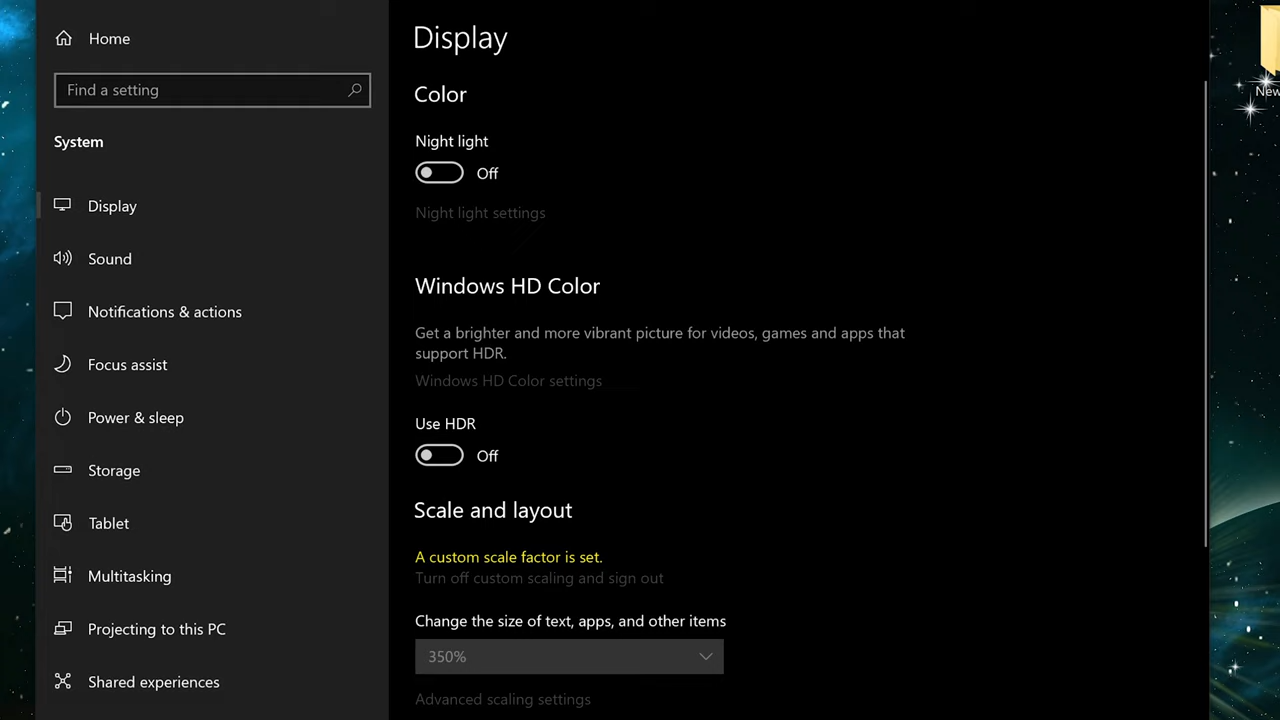 Home
Find a setting
System
Display
Sound
Notifications & actions
Focus assist
Power & sleep
Storage
Tablet
Multitasking
Projecting to this PC
Shared experiences
Display
Color
Night light
Off
Night light settings
Windows HD Color
Get a brighter and more vibrant picture for videos, games and apps that
support HDR.
Windows HD Color settings
Use HDR
Off
Scale and layout
A custom scale factor is set.
Turn off custom scaling and sign out
Change the size of text, apps, and other items
350%
Advanced scaling settings
New